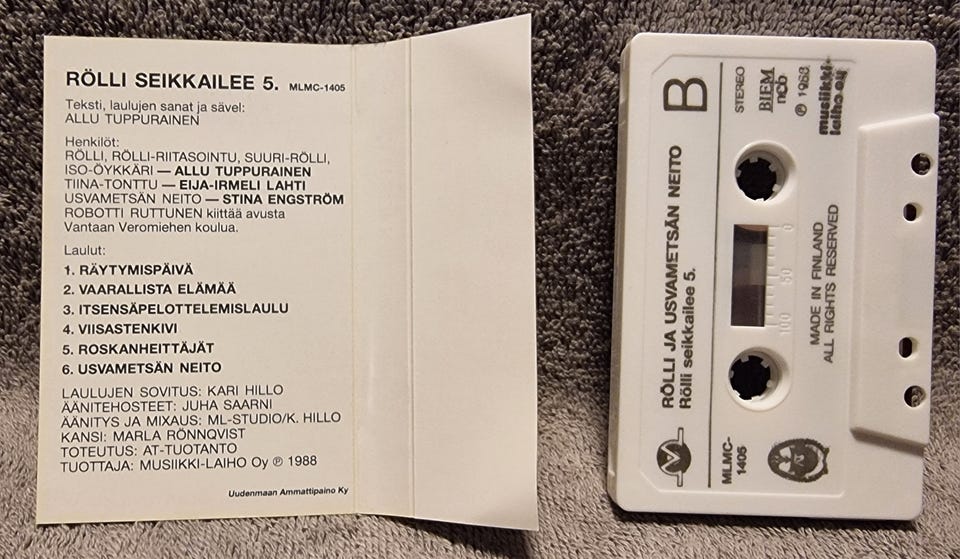 RÖLLI SEIKKAILEE 5. MLMC-1405
Teksti, laulujen sanat ja sävel:
ALLU TUPPURAINEN
Henkilöt:
RÖLLI, RÖLLI-RIITASOINTU, SUURI-RÖLLI,
ISO-ÖYKKÄRI — ALLU TUPPURAINEN
TIINA-TONTTU — EIJA-IRMELI LAHTI
USVAMETSÄN NEITO — STINA ENGSTRÖM
ROBOTTI RUTTUNEN kiittää avusta
Vantaan Veromiehen koulua.
Laulut:
1. RÄYTYMISPÄIVÄ
2. VAARALLISTA ELÄMÄÄ
3. ITSENSÄPELOTTELEMISLAULU
4. VIISASTENKIVI
5. ROSKANHEITTÄJÄT
6. USVAMETSÄN NEITO
LAULUJEN SOVITUS: KARI HILLO
ÄÄNITEHOSTEET: JUHA SAARNI
ÄÄNITYS JA MIXAUS: ML-STUDIO/K. HILLO
KANSI: MARLA RÖNNQVIST
TOTEUTUS: AT-TUOTANTO
TUOTTAJA: MUSIIKKI-LAIHO Oy ℗ 1988
Uudenmaan Ammattipaino Ky
B
STEREO
BIEM
ncb
℗ 1988
musiikki-
laiho oy
RÖLLI JA USVAMETSÄN NEITO
Rölli seikkailee 5.
0
50
100
MADE IN FINLAND
ALL RIGHTS RESERVED
MLMC-
1405